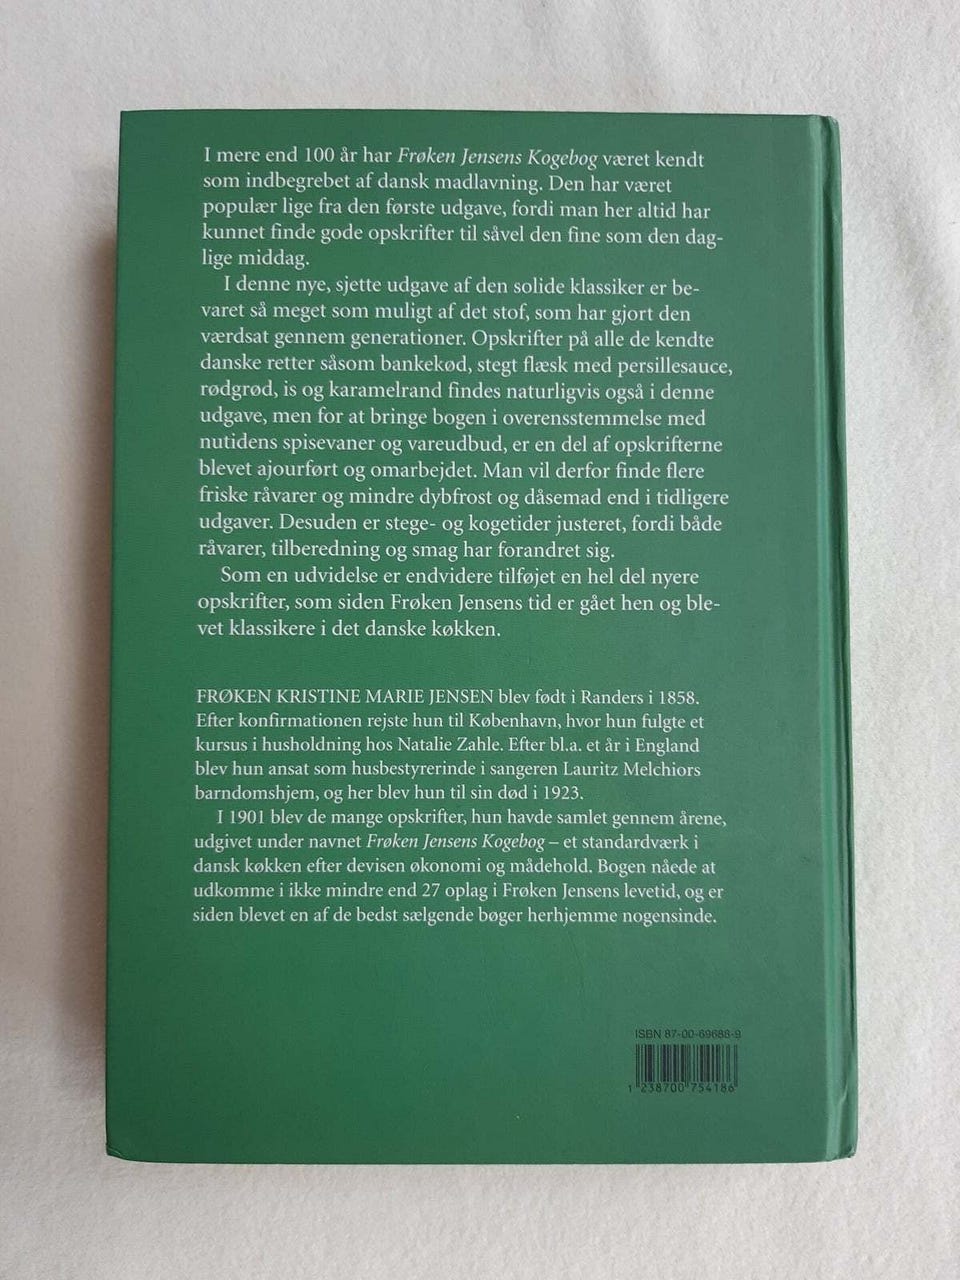 I mere end 100 år har Frøken Jensens Kogebog været kendt
som indbegrebet af dansk madlavning. Den har været
populær lige fra den første udgave, fordi man her altid har
kunnet finde gode opskrifter til såvel den fine som den dag-
lige middag.
I denne nye, sjette udgave af den solide klassiker er be-
varet så meget som muligt af det stof, som har gjort den
værdsat gennem generationer. Opskrifter på alle de kendte
danske retter såsom bankekød, stegt flæsk med persillesauce,
rødgrød, is og karamelrand findes naturligvis også i denne
udgave, men for at bringe bogen i overensstemmelse med
nutidens spisevaner og vareudbud, er en del af opskrifterne
blevet ajourført og omarbejdet. Man vil derfor finde flere
friske råvarer og mindre dybfrost og dåsemad end i tidligere
udgaver. Desuden er stege- og kogetider justeret, fordi både
råvarer, tilberedning og smag har forandret sig.
Som en udvidelse er endvidere tilføjet en hel del nyere
opskrifter, som siden Frøken Jensens tid er gået hen og ble-
vet klassikere i det danske køkken.
FRØKEN KRISTINE MARIE JENSEN blev født i Randers i 1858.
Efter konfirmationen rejste hun til København, hvor hun fulgte et
kursus i husholdning hos Natalie Zahle. Efter bl.a. et år i England
blev hun ansat som husbestyrerinde i sangeren Lauritz Melchiors
barndomshjem, og her blev hun til sin død i 1923.
I 1901 blev de mange opskrifter, hun havde samlet gennem årene,
udgivet under navnet Frøken Jensens Kogebog – et standardværk i
dansk køkken efter devisen økonomi og mådehold. Bogen nåede at
udkomme i ikke mindre end 27 oplag i Frøken Jensens levetid, og er
siden blevet en af de bedst sælgende bøger herhjemme nogensinde.
ISBN 87-00-69688-9
1 238700 754186